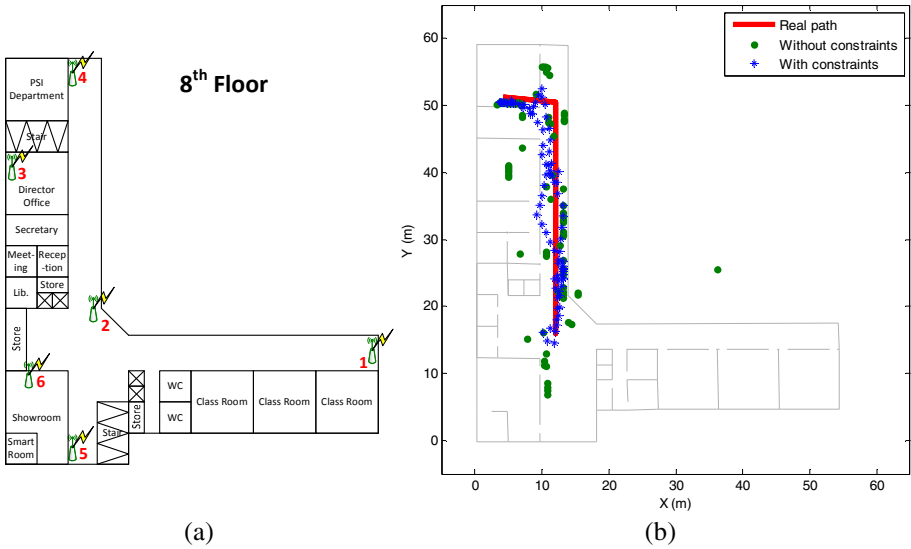 8th Floor
4
PSI
Department
Stair
3
Director
Office
Secretary
Meet-
ing
Recep
-tion
Lib.
Store
2
Store
1
6
Showroom
Smart
Room
5
Stair
Store
WC
WC
Class Room
Class Room
Class Room
(a)
Real path
Without constraints
With constraints
60
50
40
30
20
10
0
Y (m)
0
10
20
30
40
50
60
X (m)
(b)